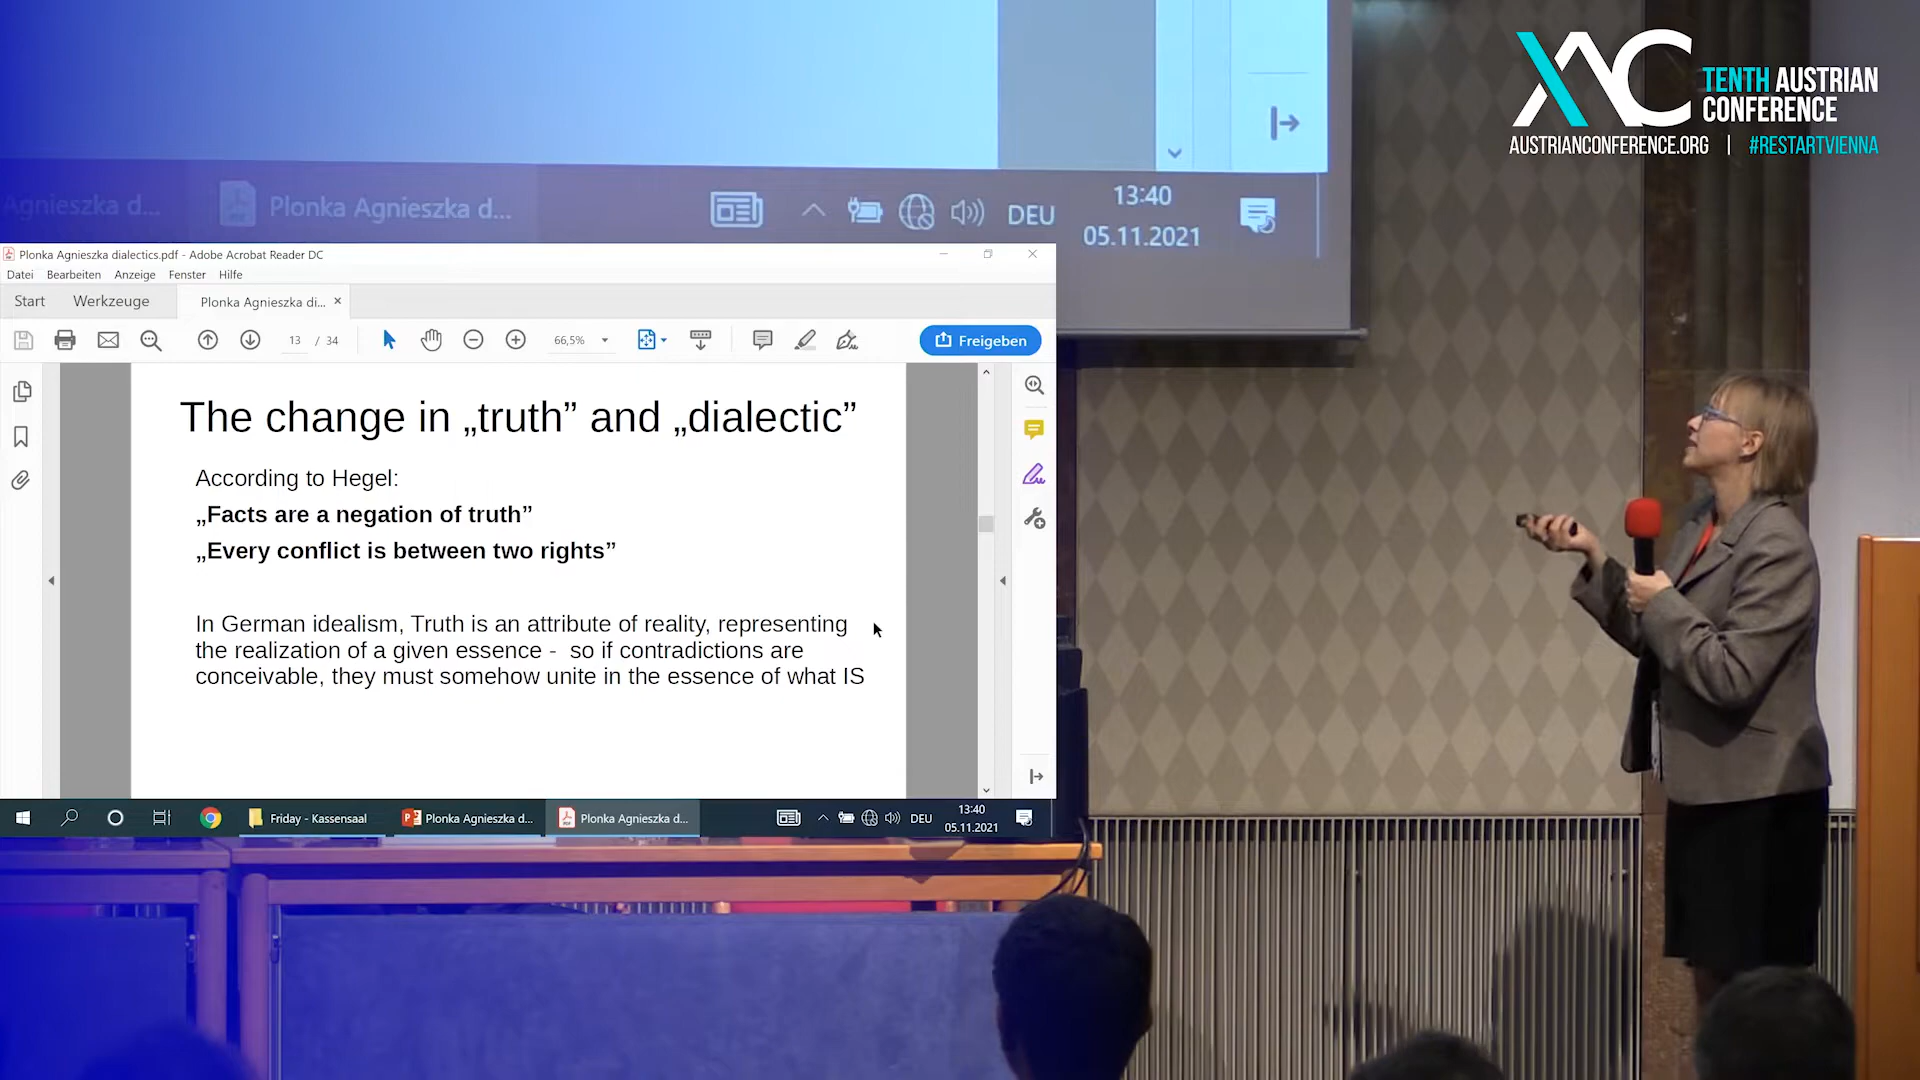 XAC
TENTH AUSTRIAN
CONFERENCE
AUSTRIANCONFERENCE.ORG | #RESTARTVIENNA
Agnieszka d...
Plonka Agnieszka d...
DEU
13:40
05.11.2021
Plonka Agnieszka dialectics.pdf - Adobe Acrobat Reader DC
Datei Bearbeiten Anzeige Fenster Hilfe
Start Werkzeuge Plonka Agnieszka di... ×
13 / 34 66,5% Freigeben
The change in „truth” and „dialectic”
According to Hegel:
„Facts are a negation of truth”
„Every conflict is between two rights”
In German idealism, Truth is an attribute of reality, representing
the realization of a given essence - so if contradictions are
conceivable, they must somehow unite in the essence of what IS
Friday - Kassensaal Plonka Agnieszka d... Plonka Agnieszka d... DEU 13:40
05.11.2021